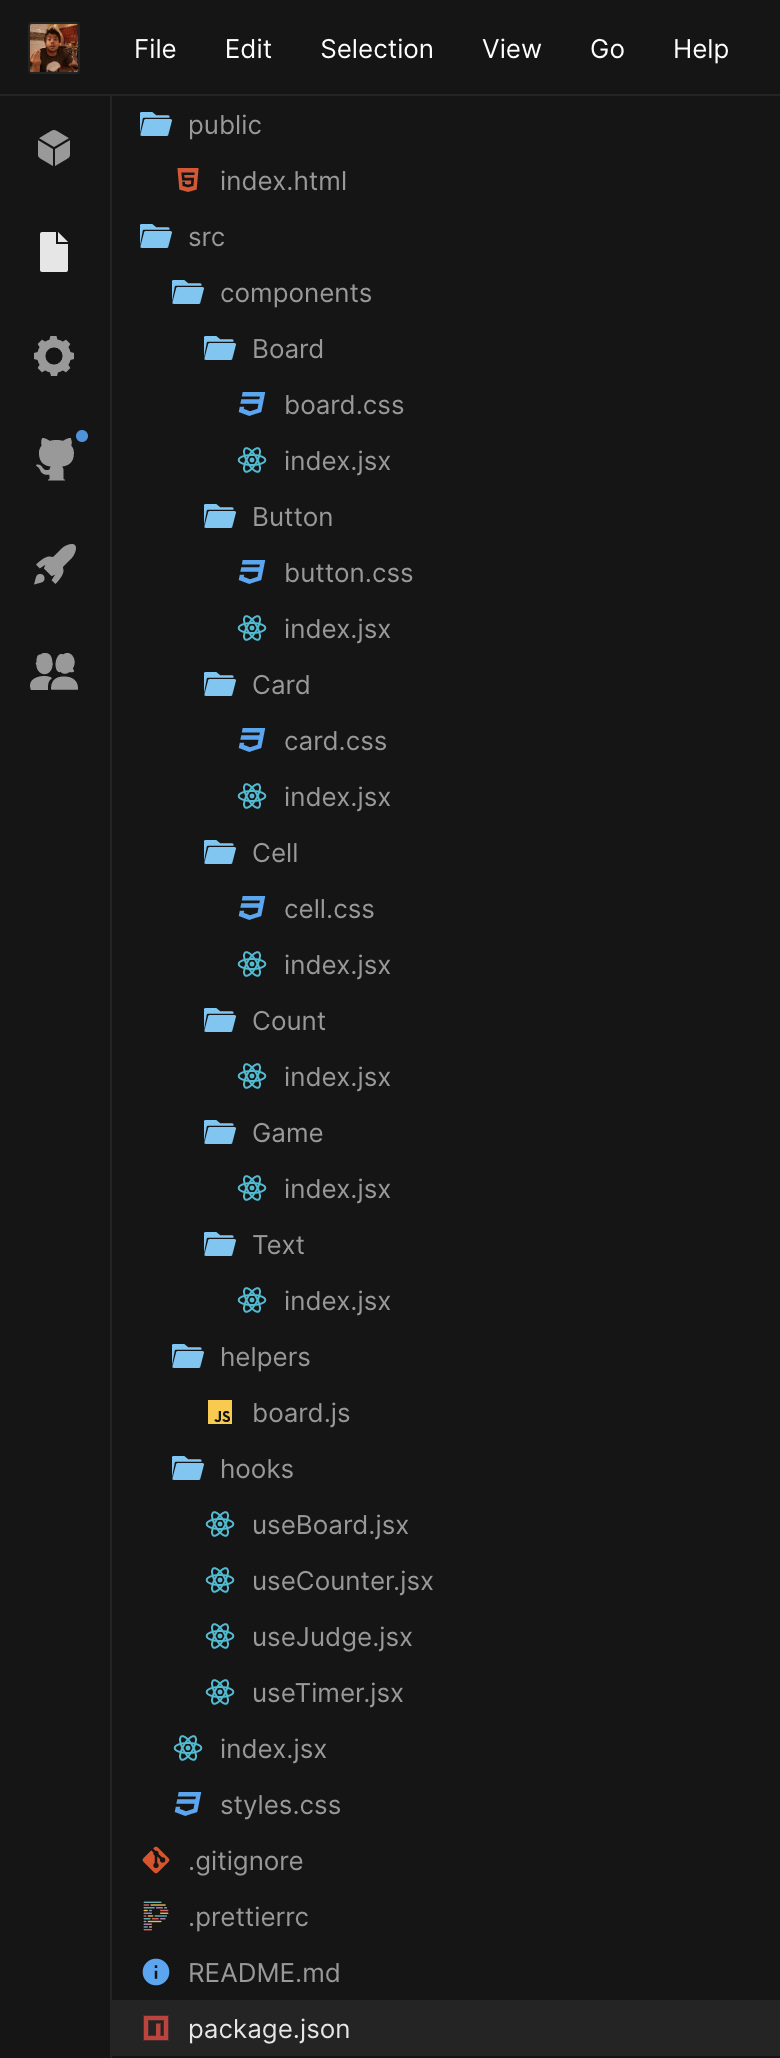 File Edit Selection View Go Help
public
index.html
src
components
Board
board.css
index.jsx
Button
button.css
index.jsx
Card
card.css
index.jsx
Cell
cell.css
index.jsx
Count
index.jsx
Game
index.jsx
Text
index.jsx
helpers
JS board.js
hooks
useBoard.jsx
useCounter.jsx
useJudge.jsx
useTimer.jsx
index.jsx
styles.css
.gitignore
.prettierrc
README.md
package.json